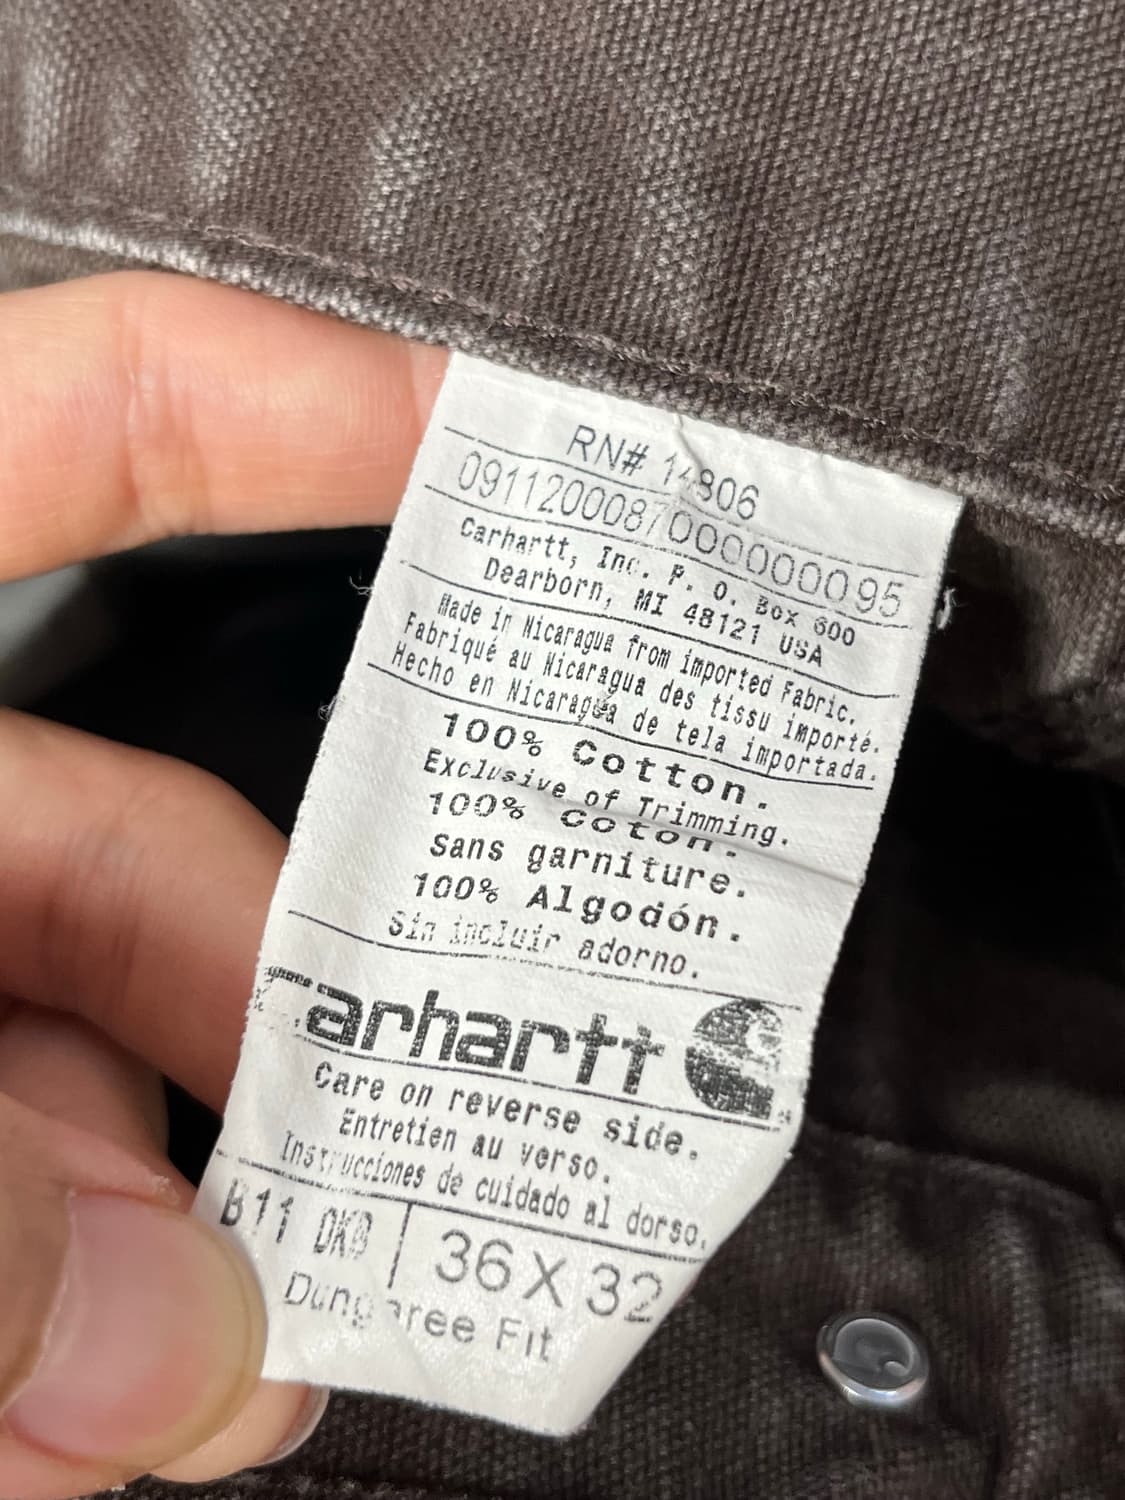 RN# 14806
0911200087000000095
Carhartt, Inc. P. O. Box 600
Dearborn, MI 48121 USA
Made in Nicaragua from imported Fabric.
Fabriqué au Nicaragua des tissu importé.
Hecho en Nicaragua de tela importada.
100% Cotton.
Exclusive of Trimming.
100% Coton.
Sans garniture.
100% Algodón.
Sin incluir adorno.
Carhartt
Care on reverse side.
Entretien au verso.
Instrucciones de cuidado al dorso.
B11 DKB 36 X 32
Dungaree Fit